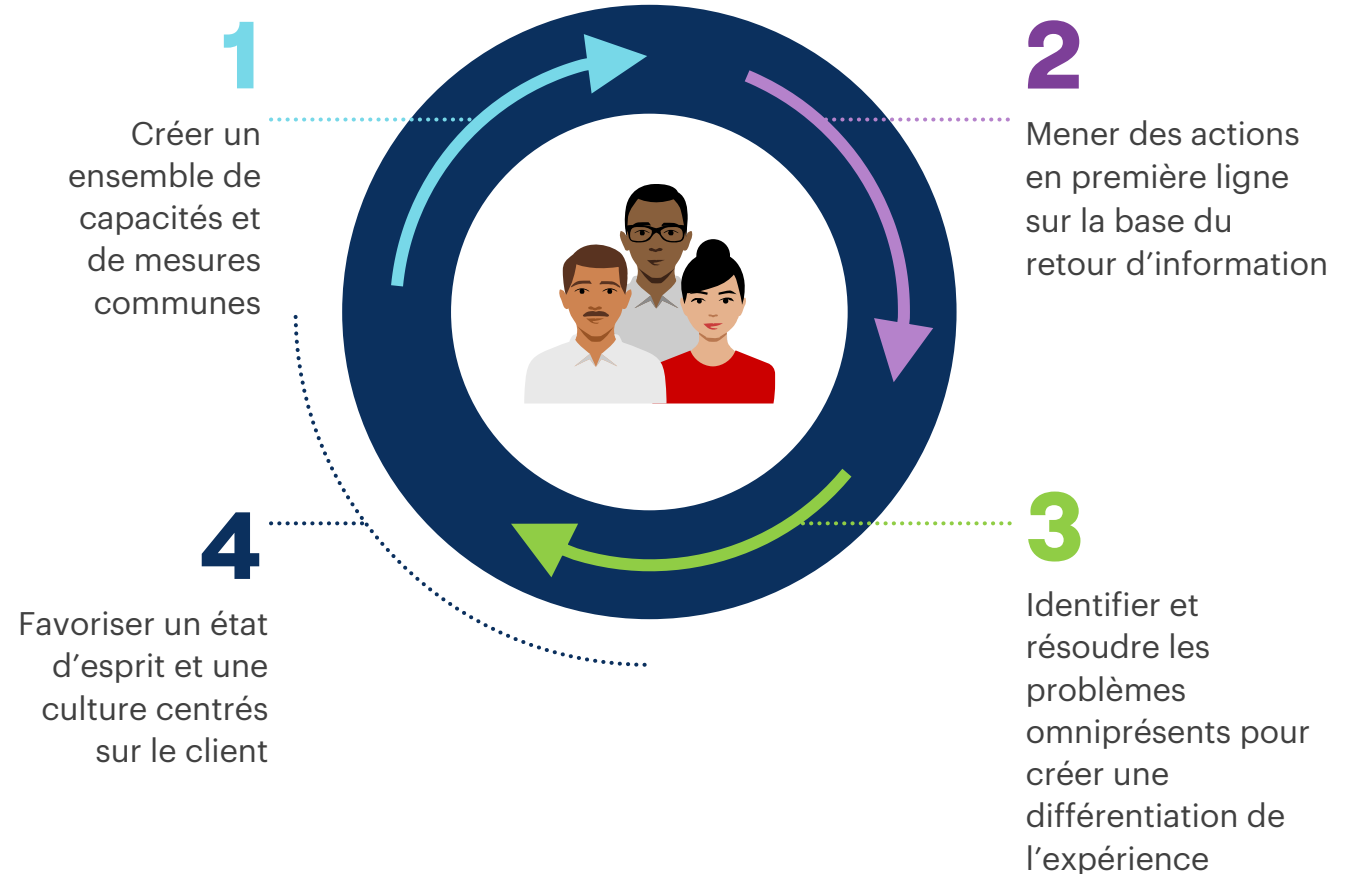 1
Créer un
ensemble de
capacités et
de mesures
communes
2
Mener des actions
en première ligne
sur la base du
retour d’information
3
Identifier et
résoudre les
problèmes
omniprésents pour
créer une
différentiation de
l’expérience
4
Favoriser un état
d’esprit et une
culture centrés
sur le client